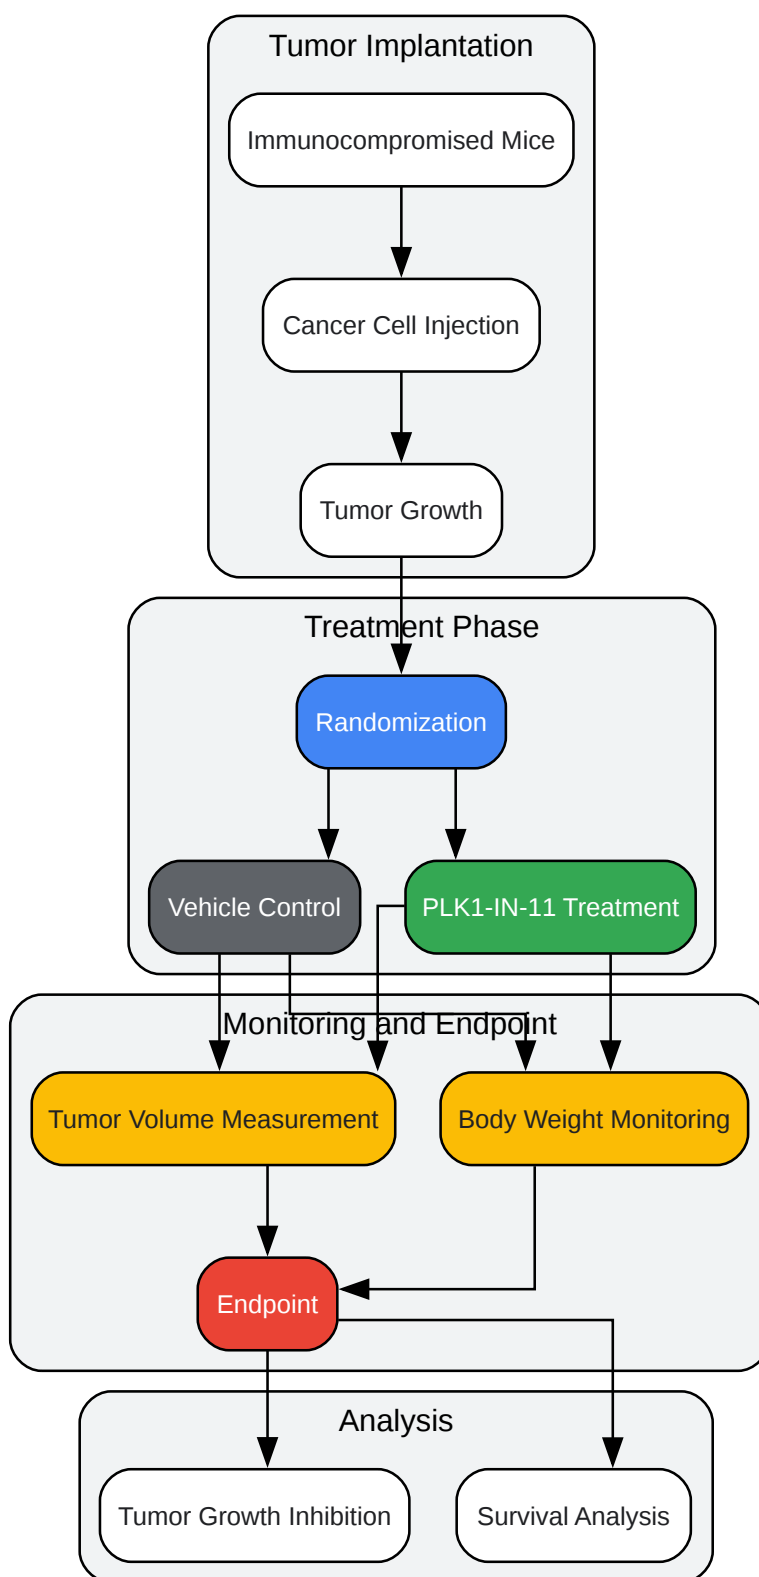 Tumor Implantation
Immunocompromised Mice
Cancer Cell Injection
Tumor Growth
Treatment Phase
Randomization
Vehicle Control
PLK1-IN-11 Treatment
Monitoring and Endpoint
Tumor Volume Measurement
Body Weight Monitoring
Endpoint
Analysis
Tumor Growth Inhibition
Survival Analysis